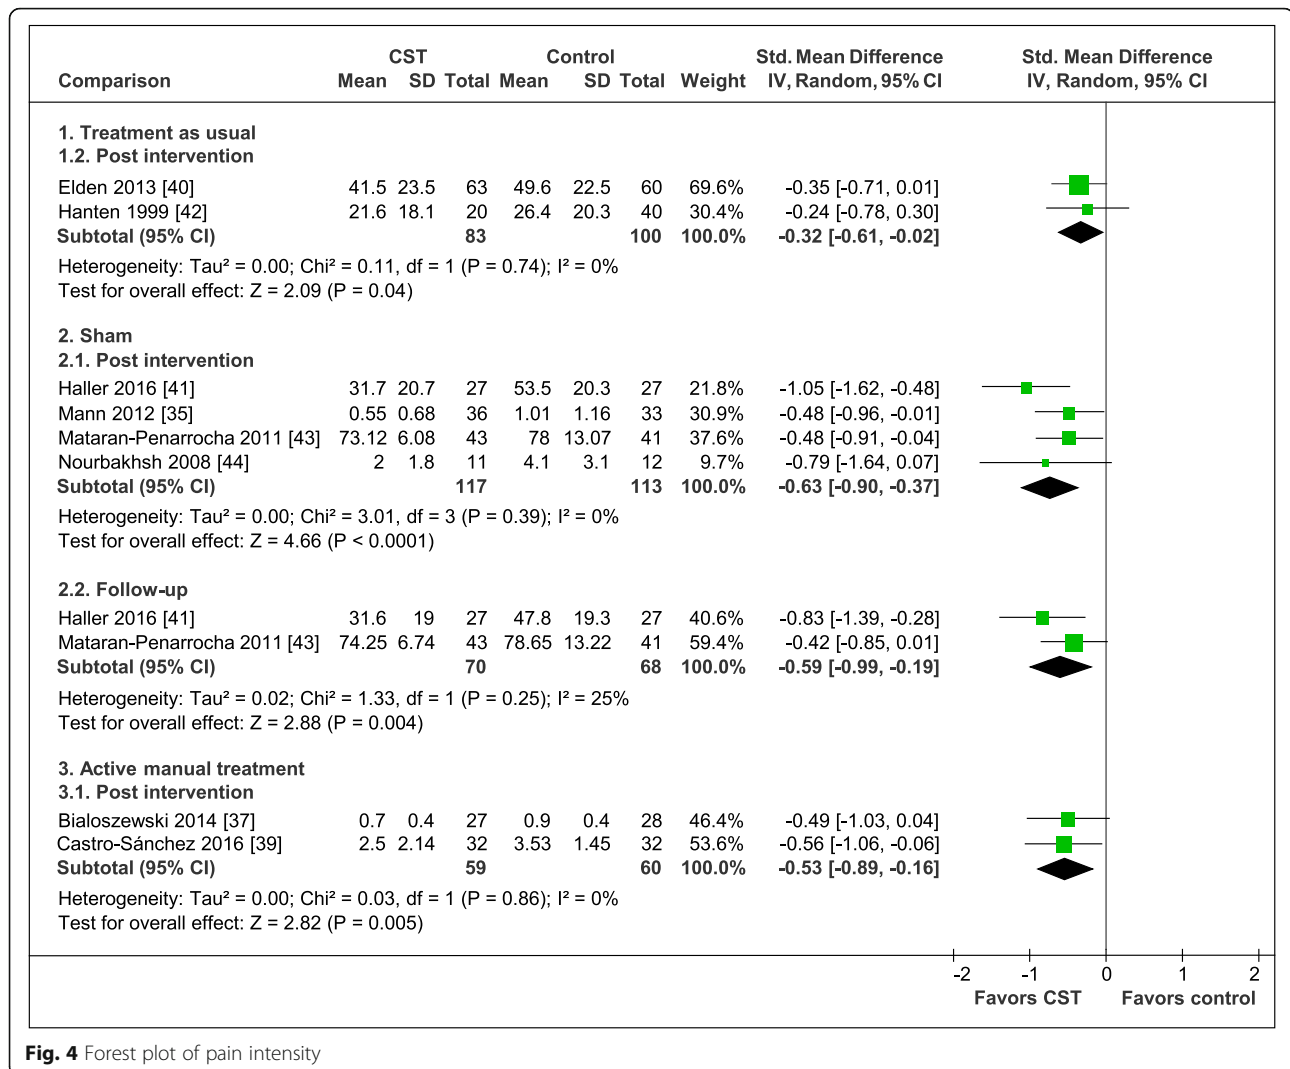 CST Control Std. Mean Difference Std. Mean Difference
Comparison Mean SD Total Mean SD Total Weight IV, Random, 95% CI IV, Random, 95% CI
1. Treatment as usual
1.2. Post intervention
Elden 2013 [40] 41.5 23.5 63 49.6 22.5 60 69.6% -0.35 [-0.71, 0.01]
Hanten 1999 [42] 21.6 18.1 20 26.4 20.3 40 30.4% -0.24 [-0.78, 0.30]
Subtotal (95% CI) 83 100 100.0% -0.32 [-0.61, -0.02]
Heterogeneity: Tau² = 0.00; Chi² = 0.11, df = 1 (P = 0.74); I² = 0%
Test for overall effect: Z = 2.09 (P = 0.04)
2. Sham
2.1. Post intervention
Haller 2016 [41] 31.7 20.7 27 53.5 20.3 27 21.8% -1.05 [-1.62, -0.48]
Mann 2012 [35] 0.55 0.68 36 1.01 1.16 33 30.9% -0.48 [-0.96, -0.01]
Mataran-Penarrocha 2011 [43] 73.12 6.08 43 78 13.07 41 37.6% -0.48 [-0.91, -0.04]
Nourbakhsh 2008 [44] 2 1.8 11 4.1 3.1 12 9.7% -0.79 [-1.64, 0.07]
Subtotal (95% CI) 117 113 100.0% -0.63 [-0.90, -0.37]
Heterogeneity: Tau² = 0.00; Chi² = 3.01, df = 3 (P = 0.39); I² = 0%
Test for overall effect: Z = 4.66 (P < 0.0001)
2.2. Follow-up
Haller 2016 [41] 31.6 19 27 47.8 19.3 27 40.6% -0.83 [-1.39, -0.28]
Mataran-Penarrocha 2011 [43] 74.25 6.74 43 78.65 13.22 41 59.4% -0.42 [-0.85, 0.01]
Subtotal (95% CI) 70 68 100.0% -0.59 [-0.99, -0.19]
Heterogeneity: Tau² = 0.02; Chi² = 1.33, df = 1 (P = 0.25); I² = 25%
Test for overall effect: Z = 2.88 (P = 0.004)
3. Active manual treatment
3.1. Post intervention
Bialoszewski 2014 [37] 0.7 0.4 27 0.9 0.4 28 46.4% -0.49 [-1.03, 0.04]
Castro-Sánchez 2016 [39] 2.5 2.14 32 3.53 1.45 32 53.6% -0.56 [-1.06, -0.06]
Subtotal (95% CI) 59 60 100.0% -0.53 [-0.89, -0.16]
Heterogeneity: Tau² = 0.00; Chi² = 0.03, df = 1 (P = 0.86); I² = 0%
Test for overall effect: Z = 2.82 (P = 0.005)
-2 -1 0 1 2
Favors CST Favors control
Fig. 4 Forest plot of pain intensity